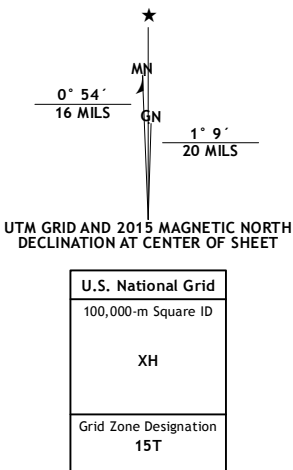 ★
MN
GN
0° 54´
16 MILS
1° 9´
20 MILS
UTM GRID AND 2015 MAGNETIC NORTH
DECLINATION AT CENTER OF SHEET
U.S. National Grid
100,000-m Square ID
XH
Grid Zone Designation
15T